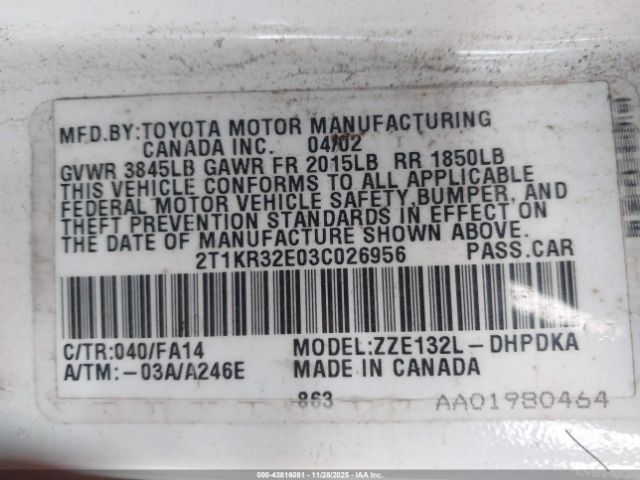 MFD.BY:TOYOTA MOTOR MANUFACTURING
CANADA INC. 04/02
GVWR 3845LB GAWR FR 2015LB RR 1850LB
THIS VEHICLE CONFORMS TO ALL APPLICABLE
FEDERAL MOTOR VEHICLE SAFETY,BUMPER, AND
THEFT PREVENTION STANDARDS IN EFFECT ON
THE DATE OF MANUFACTURE SHOWN ABOVE.
2T1KR32E03C026956 PASS.CAR
C/TR:040/FA14 MODEL:ZZE132L-DHPDKA
A/TM:-03A/A246E MADE IN CANADA
863 AA01980464
000-43816061 - 11/28/2025 - IAAI.COM